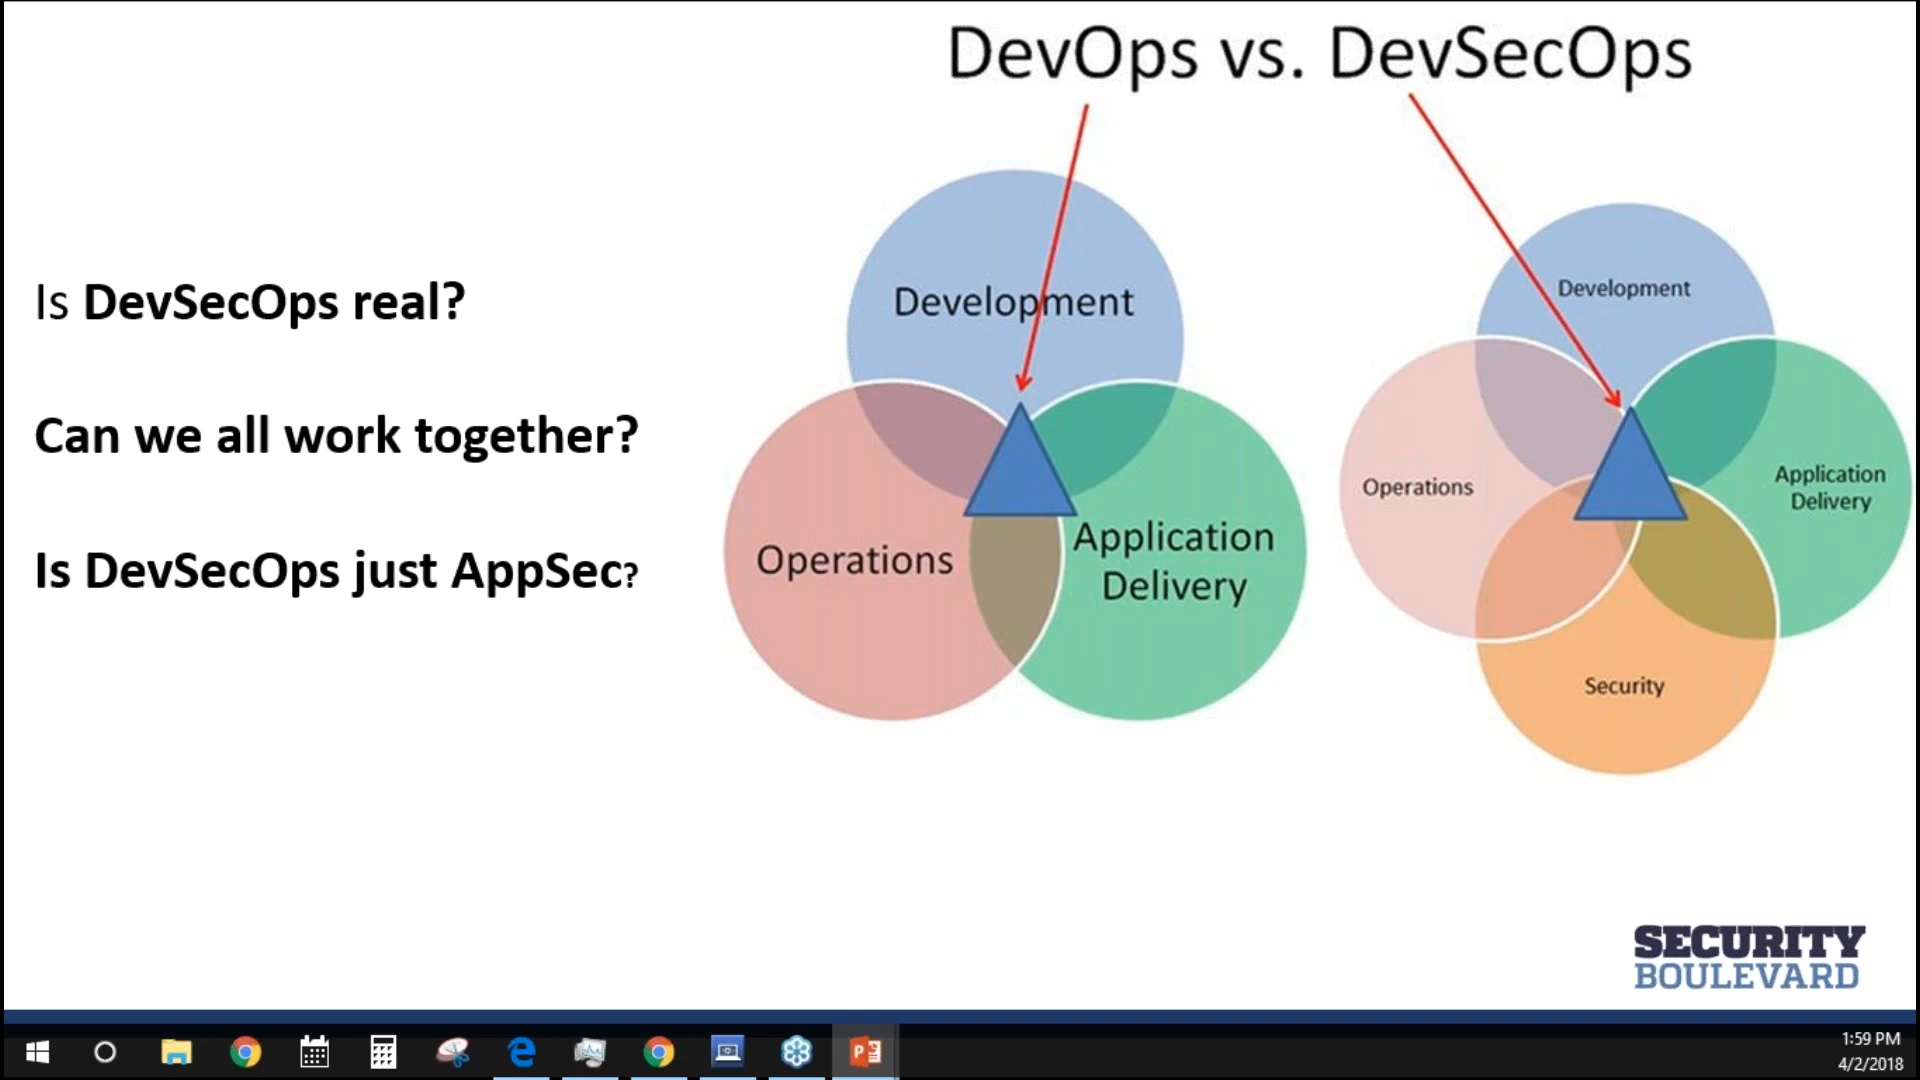 DevOps vs. DevSecOps
Is DevSecOps real?
Can we all work together?
Is DevSecOps just AppSec?
Development
Operations
Application
Delivery
Development
Operations
Application
Delivery
Security
SECURITY
BOULEVARD
1:59 PM
4/2/2018